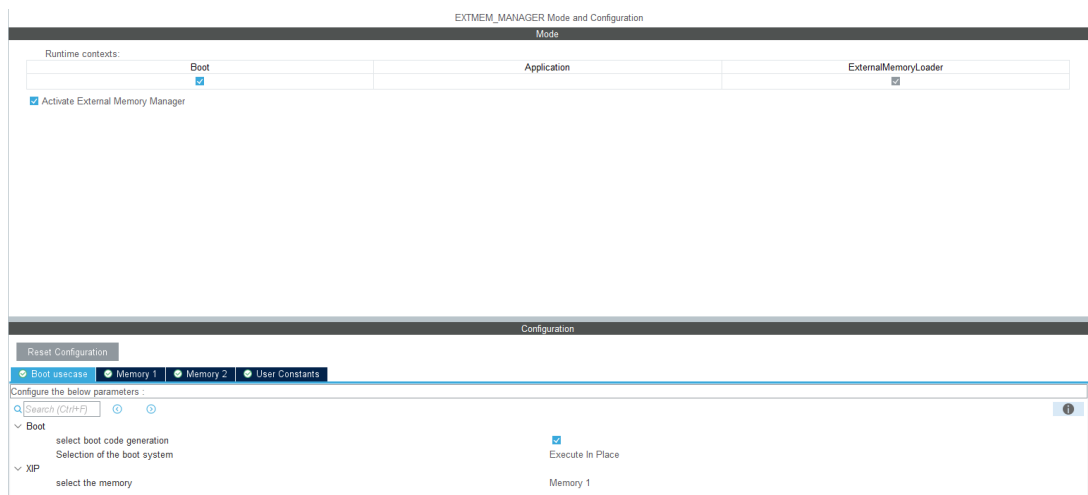 EXTMEM_MANAGER Mode and Configuration
Mode
Runtime contexts:
Boot Application ExternalMemoryLoader
Activate External Memory Manager
Configuration
Reset Configuration
Boot usecase Memory 1 Memory 2 User Constants
Configure the below parameters :
Search (Ctrl+F)
Boot
select boot code generation
Selection of the boot system Execute In Place
XIP
select the memory Memory 1